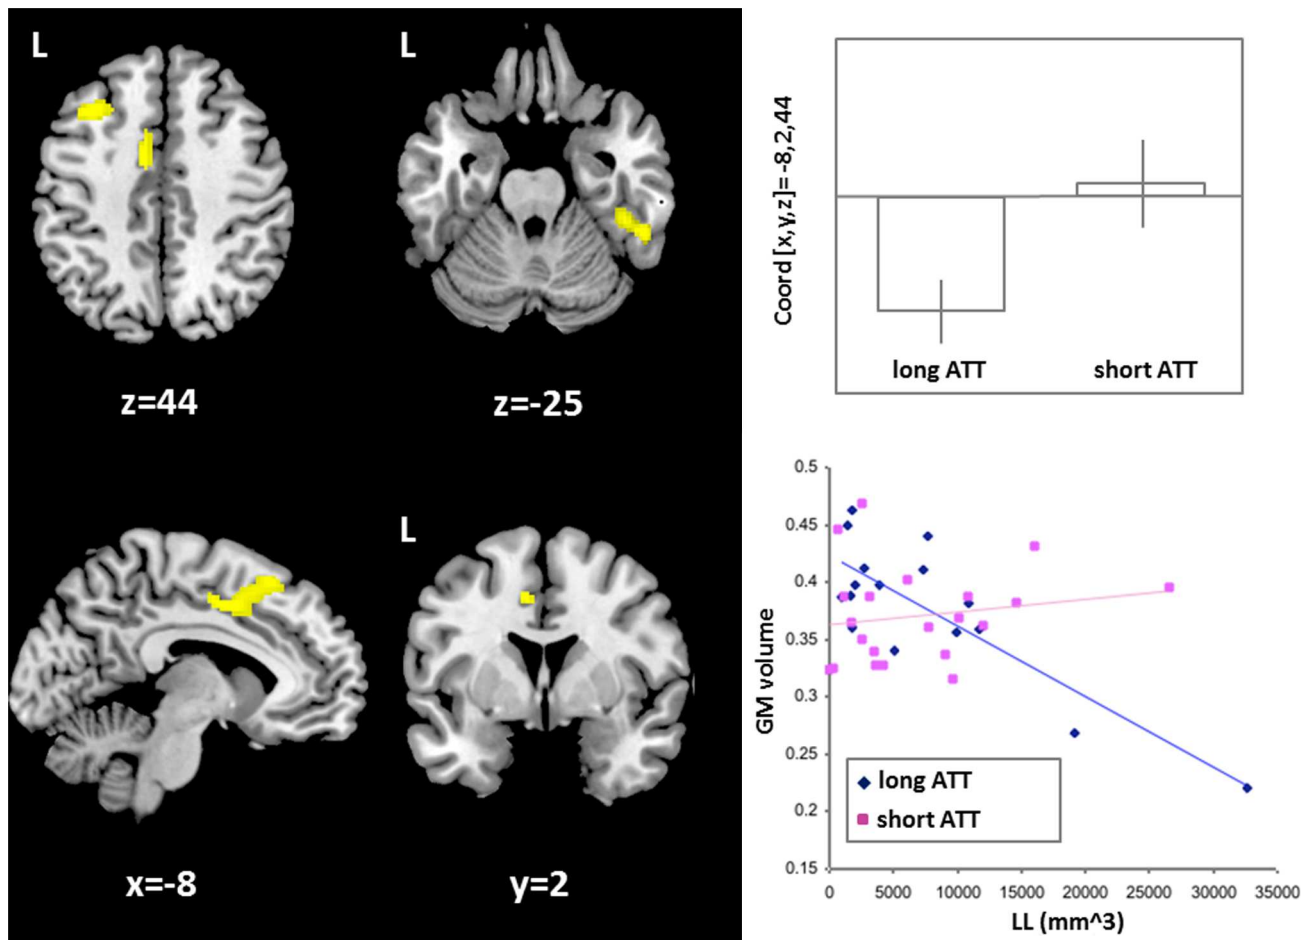 L
L
z=44
z=-25
L
x=-8
y=2
Coord [x,y,z]= -8,2,44
long ATT
short ATT
0.5
0.45
0.4
0.35
0.3
0.25
0.2
0.15
GM volume
long ATT
short ATT
0
5000
10000
15000
20000
25000
30000
35000
LL (mm^3)